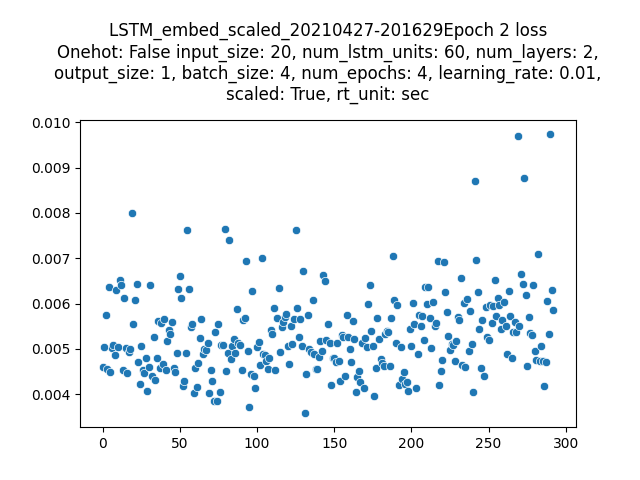 LSTM_embed_scaled_20210427-201629Epoch 2 loss
Onehot: False input_size: 20, num_lstm_units: 60, num_layers: 2,
output_size: 1, batch_size: 4, num_epochs: 4, learning_rate: 0.01,
scaled: True, rt_unit: sec
0.010
0.009
0.008
0.007
0.006
0.005
0.004
0 50 100 150 200 250 300